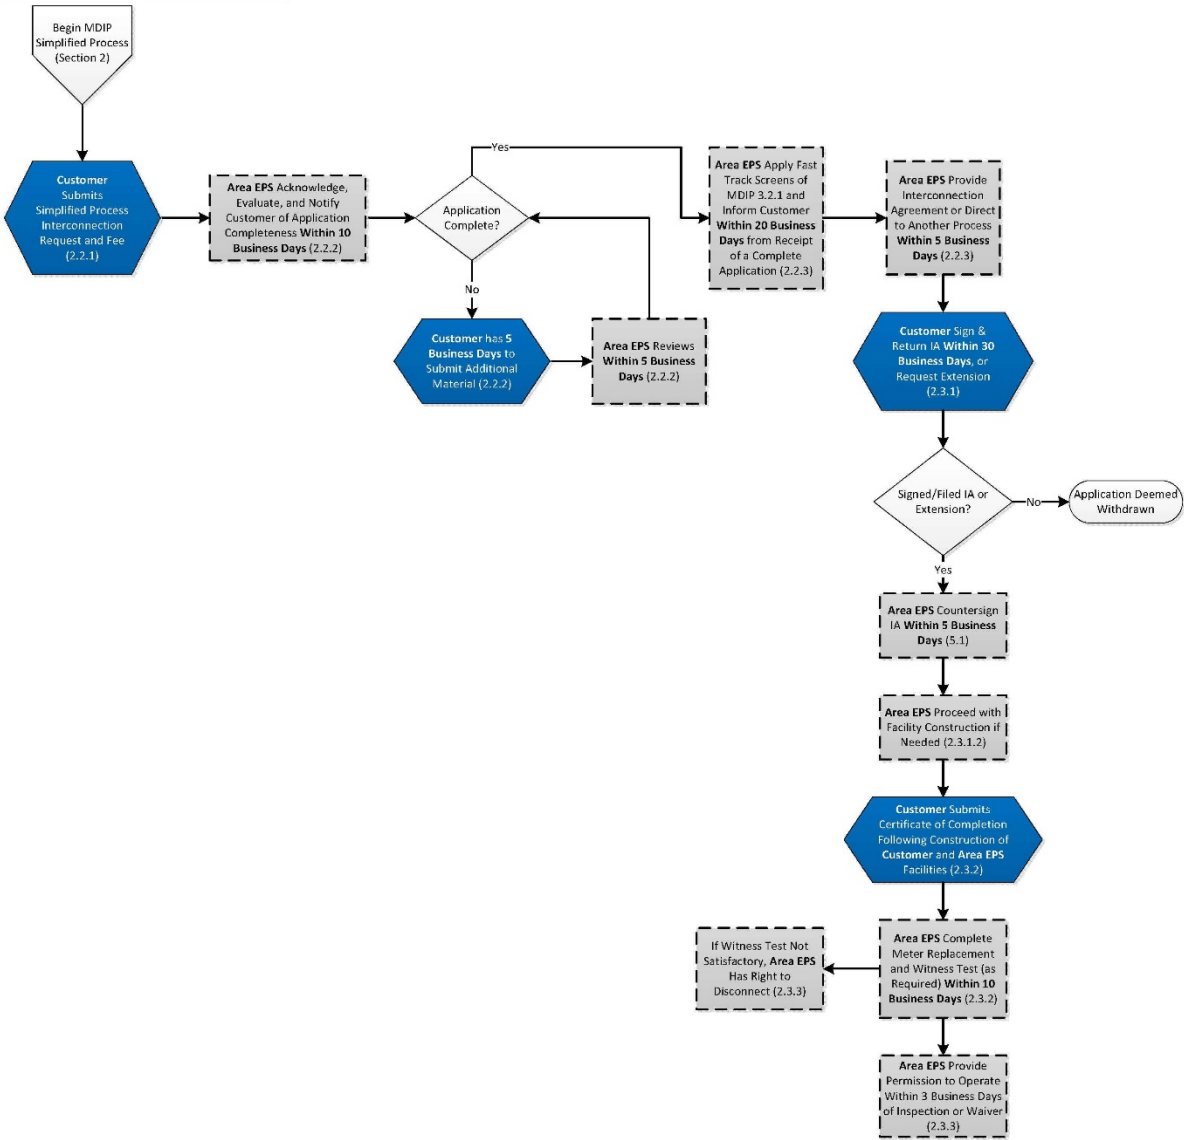 Begin MDIP
Simplified Process
(Section 2)
Customer
Submits
Simplified Process
Interconnection
Request and Fee
(2.2.1)
Area EPS Acknowledge,
Evaluate, and Notify
Customer of Application
Completeness Within 10
Business Days (2.2.2)
Application
Complete?
Yes
No
Customer has 5
Business Days to
Submit Additional
Material (2.2.2)
Area EPS Reviews
Within 5 Business
Days (2.2.2)
Area EPS Apply Fast
Track Screens of
MDIP 3.2.1 and
Inform Customer
Within 20 Business
Days from Receipt
of a Complete
Application (2.2.3)
Area EPS Provide
Interconnection
Agreement or Direct
to Another Process
Within 5 Business
Days (2.2.3)
Customer Sign &
Return IA Within 30
Business Days, or
Request Extension
(2.3.1)
Signed/Filed IA or
Extension?
No
Application Deemed
Withdrawn
Yes
Area EPS Countersign
IA Within 5 Business
Days (5.1)
Area EPS Proceed with
Facility Construction if
Needed (2.3.1.2)
Customer Submits
Certificate of Completion
Following Construction of
Customer and Area EPS
Facilities (2.3.2)
Area EPS Complete
Meter Replacement
and Witness Test (as
Required) Within 10
Business Days (2.3.2)
If Witness Test Not
Satisfactory, Area EPS
Has Right to
Disconnect (2.3.3)
Area EPS Provide
Permission to Operate
Within 3 Business Days
of Inspection or Waiver
(2.3.3)